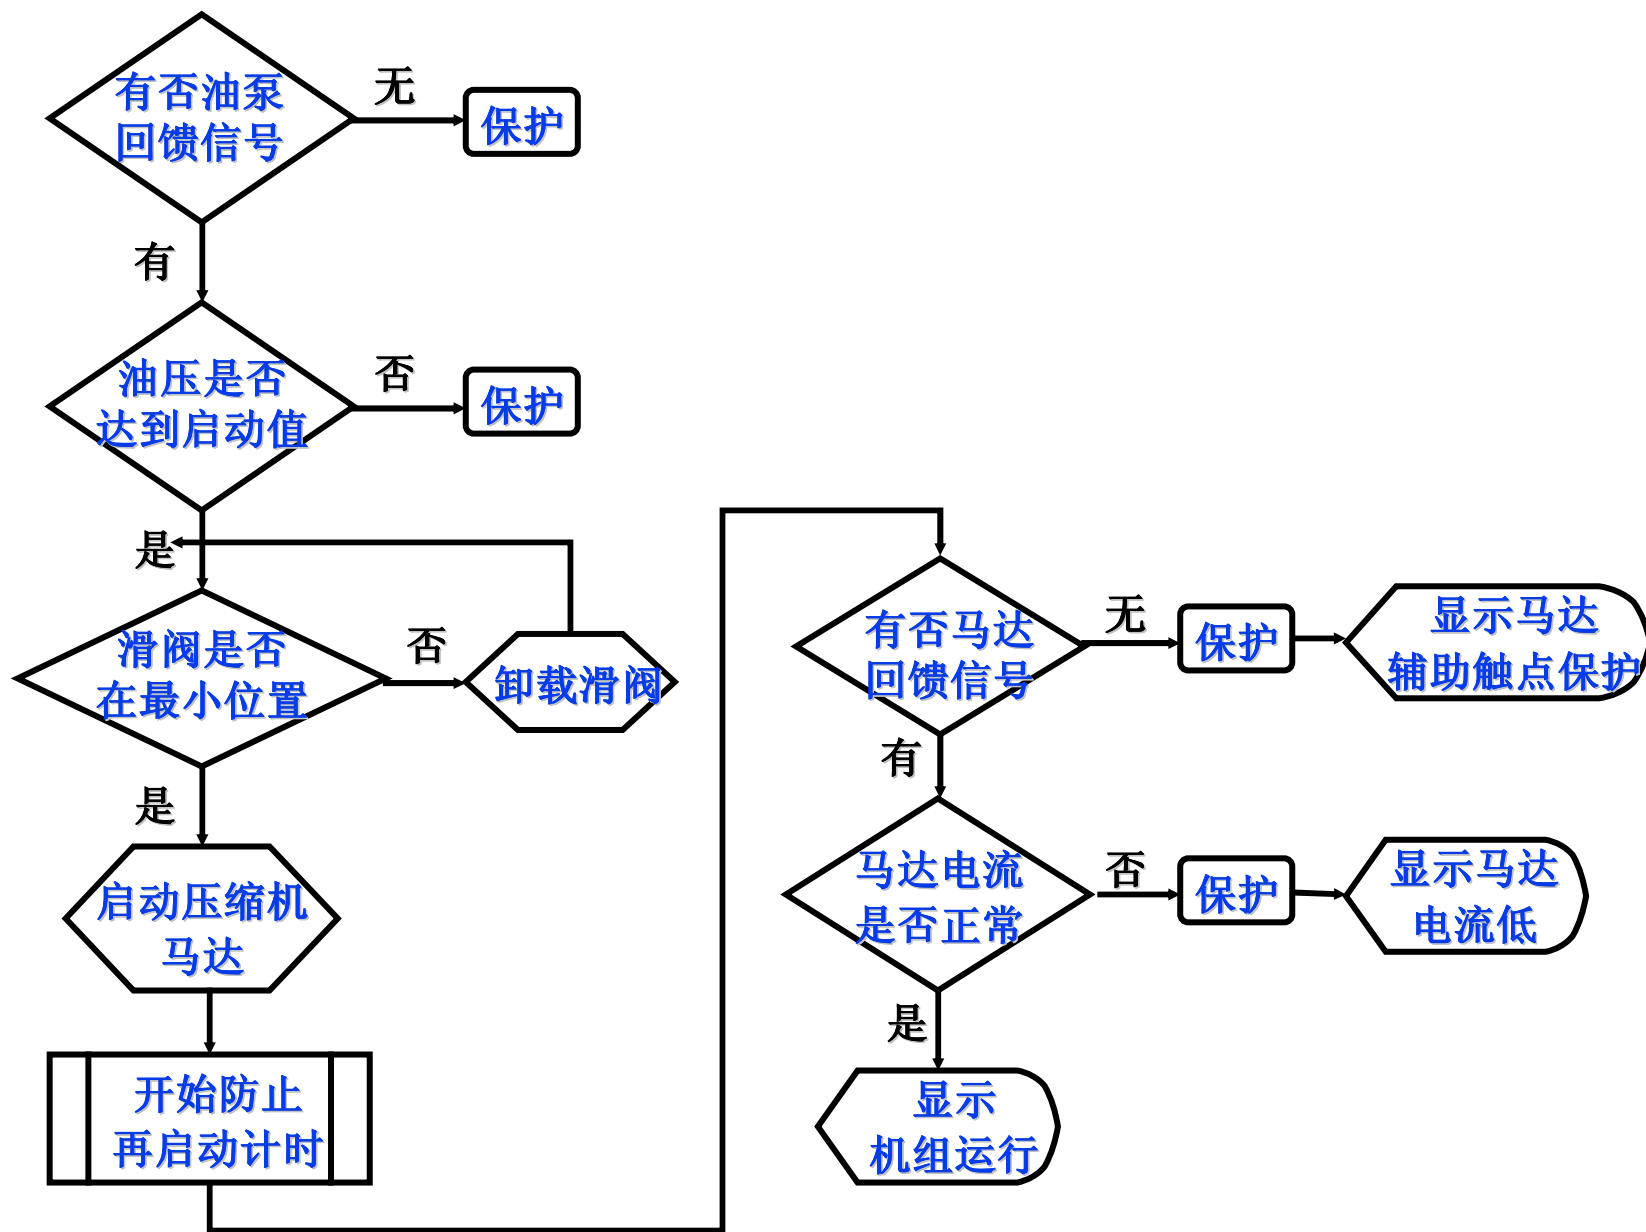 有否油泵
回馈信号
无
保护
有
油压是否
达到启动值
否
保护
是
滑阀是否
在最小位置
否
卸载滑阀
是
启动压缩机
马达
开始防止
再启动计时
有否马达
回馈信号
无
保护
显示马达
辅助触点保护
有
马达电流
是否正常
否
保护
显示马达
电流低
是
显示
机组运行